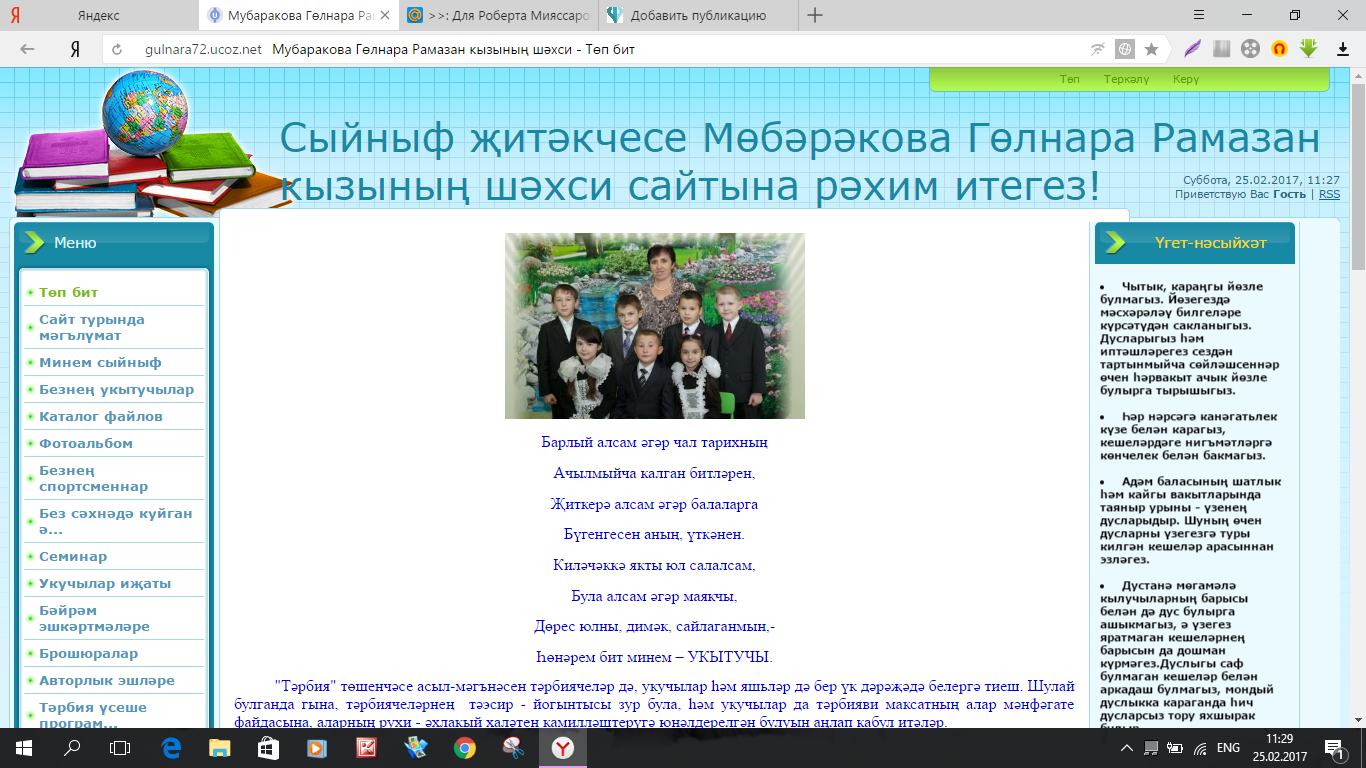 Яндекс
Мубаракова Гөлнара Рам
>>: Для Роберта Мияссаро
Добавить публикацию
gulnara72.ucoz.net Мубаракова Гөлнара Рамазан кызының шәхси - Төп бит
Төп Теркәлү Керү
Сыйныф җитәкчесе Мөбәрәкова Гөлнара Рамазан
кызының шәхси сайтына рәхим итегез!
Суббота, 25.02.2017, 11:27
Приветствую Вас Гость | RSS
Меню
Төп бит
Сайт турында
мәгълүмат
Минем сыйныф
Безнең укытучылар
Каталог файлов
Фотоальбом
Безнең
спортсменнар
Без сәхнәдә куйган
ә...
Семинар
Укучылар иҗаты
Бәйрәм
эшкәртмәләре
Брошюралар
Авторлык эшләре
Тәрбия үсеше
програм...
Барлый алсам әгәр чал тарихның
Ачылмыйча калган битләрен,
Җиткерә алсам әгәр балаларга
Бүгенгесен аның, үткәнен.
Киләчәккә якты юл салалсам,
Була алсам әгәр маякчы,
Дөрес юлны, димәк, сайлаганмын,-
Һөнәрем бит минем – УКЫТУЧЫ.
"Тәрбия" төшенчәсе асыл-мәгънәсен тәрбиячеләр дә, укучылар һәм яшьләр дә бер үк дәрәҗәдә белергә тиеш. Шулай
булганда гына, тәрбиячеләрнең тәэсир - йогынтысы зур була, һәм укучылар да тәрбияви максатның алар мәнфәгате
файдасына, аларның рухи - әхлакый халәтен камилләштерүгә юнәлдерелгән булуын аңлап кабул итәләр.
Үгет-нәсыйхәт
• Чытык, караңгы йөзле
булмагыз. Йөзегездә
мәсхәрәләү билгеләре
күрсәтүдән сакланыгыз.
Дусларыгыз һәм
иптәшләрегез сездән
тартынмыйча сөйләшсеннәр
өчен һәрвакыт ачык йөзле
булырга тырышыгыз.
• Һәр нәрсәгә канәгатьлек
күзе белән карагыз,
кешеләрдәге нигъмәтләргә
көнчелек белән бакмагыз.
• Адәм баласының шатлык
һәм кайгы вакытларында
таяныр урыны - үзенең
дусларыдыр. Шуның өчен
дусларны үзегезгә туры
килгән кешеләр арасыннан
эзләгез.
• Дустанә мөгамәлә
кылучыларның барысы
белән дә дус булырга
ашыкмагыз, ә үзегез
яратмаган кешеләрнең
барысын да дошман
күрмәгез.Дуслыгы саф
булмаган кешеләр белән
аркадаш булмагыз, мондый
дуслыкка караганда һич
дусларсыз тору яхшырак
ENG
11:29
25.02.2017
1